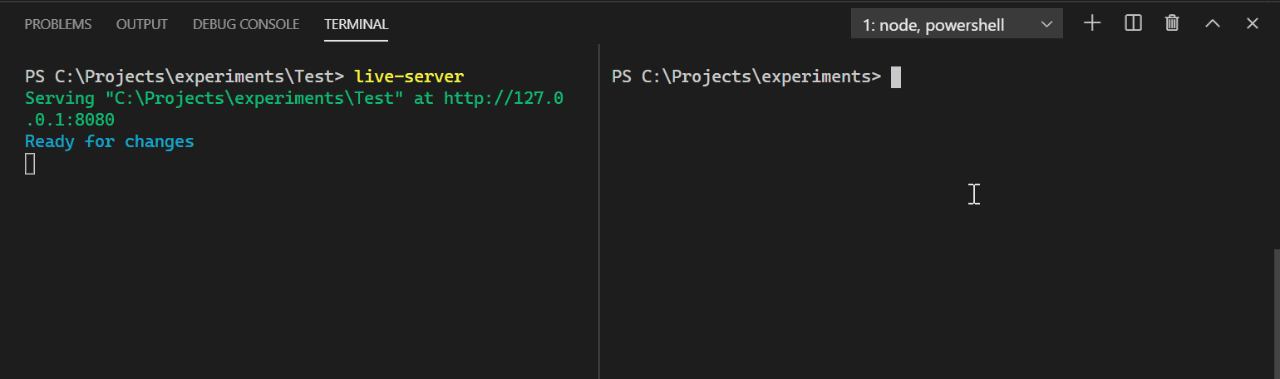 PROBLEMS OUTPUT DEBUG CONSOLE TERMINAL 1: node, powershell
PS C:\Projects\experiments\Test> live-server
Serving "C:\Projects\experiments\Test" at http://127.0
.0.1:8080
Ready for changes
PS C:\Projects\experiments>